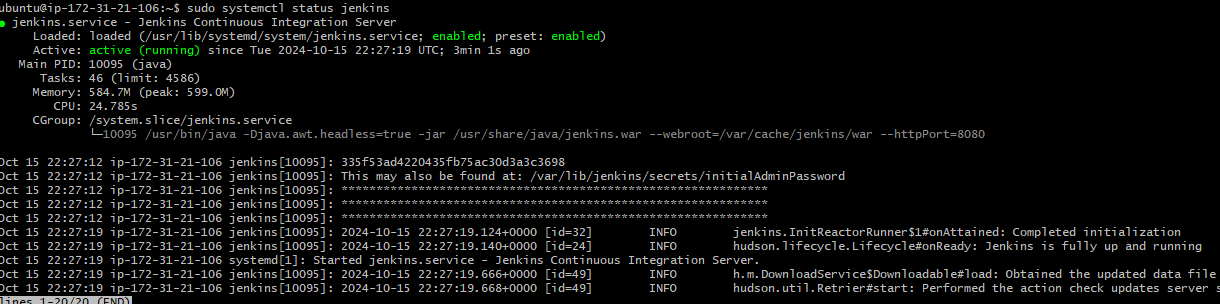 ubuntu@ip-172-31-21-106:~$ sudo systemctl status jenkins
● jenkins.service - Jenkins Continuous Integration Server
     Loaded: loaded (/usr/lib/systemd/system/jenkins.service; enabled; preset: enabled)
     Active: active (running) since Tue 2024-10-15 22:27:19 UTC; 3min 1s ago
   Main PID: 10095 (java)
      Tasks: 46 (limit: 4586)
     Memory: 584.7M (peak: 599.0M)
        CPU: 24.785s
     CGroup: /system.slice/jenkins.service
             └─10095 /usr/bin/java -Djava.awt.headless=true -jar /usr/share/java/jenkins.war --webroot=/var/cache/jenkins/war --httpPort=8080
Oct 15 22:27:12 ip-172-31-21-106 jenkins[10095]: 335f53ad4220435fb75ac30d3a3c3698
Oct 15 22:27:12 ip-172-31-21-106 jenkins[10095]: This may also be found at: /var/lib/jenkins/secrets/initialAdminPassword
Oct 15 22:27:12 ip-172-31-21-106 jenkins[10095]: *************************************************************
Oct 15 22:27:12 ip-172-31-21-106 jenkins[10095]: *************************************************************
Oct 15 22:27:12 ip-172-31-21-106 jenkins[10095]: *************************************************************
Oct 15 22:27:19 ip-172-31-21-106 jenkins[10095]: 2024-10-15 22:27:19.124+0000 [id=32]        INFO        jenkins.InitReactorRunner$1#onAttained: Completed initialization
Oct 15 22:27:19 ip-172-31-21-106 jenkins[10095]: 2024-10-15 22:27:19.140+0000 [id=24]        INFO        hudson.lifecycle.Lifecycle#onReady: Jenkins is fully up and running
Oct 15 22:27:19 ip-172-31-21-106 systemd[1]: Started jenkins.service - Jenkins Continuous Integration Server.
Oct 15 22:27:19 ip-172-31-21-106 jenkins[10095]: 2024-10-15 22:27:19.666+0000 [id=49]        INFO        h.m.DownloadService$Downloadable#load: Obtained the updated data file
Oct 15 22:27:19 ip-172-31-21-106 jenkins[10095]: 2024-10-15 22:27:19.668+0000 [id=49]        INFO        hudson.util.Retrier#start: Performed the action check updates server s
lines 1-20/20 (END)